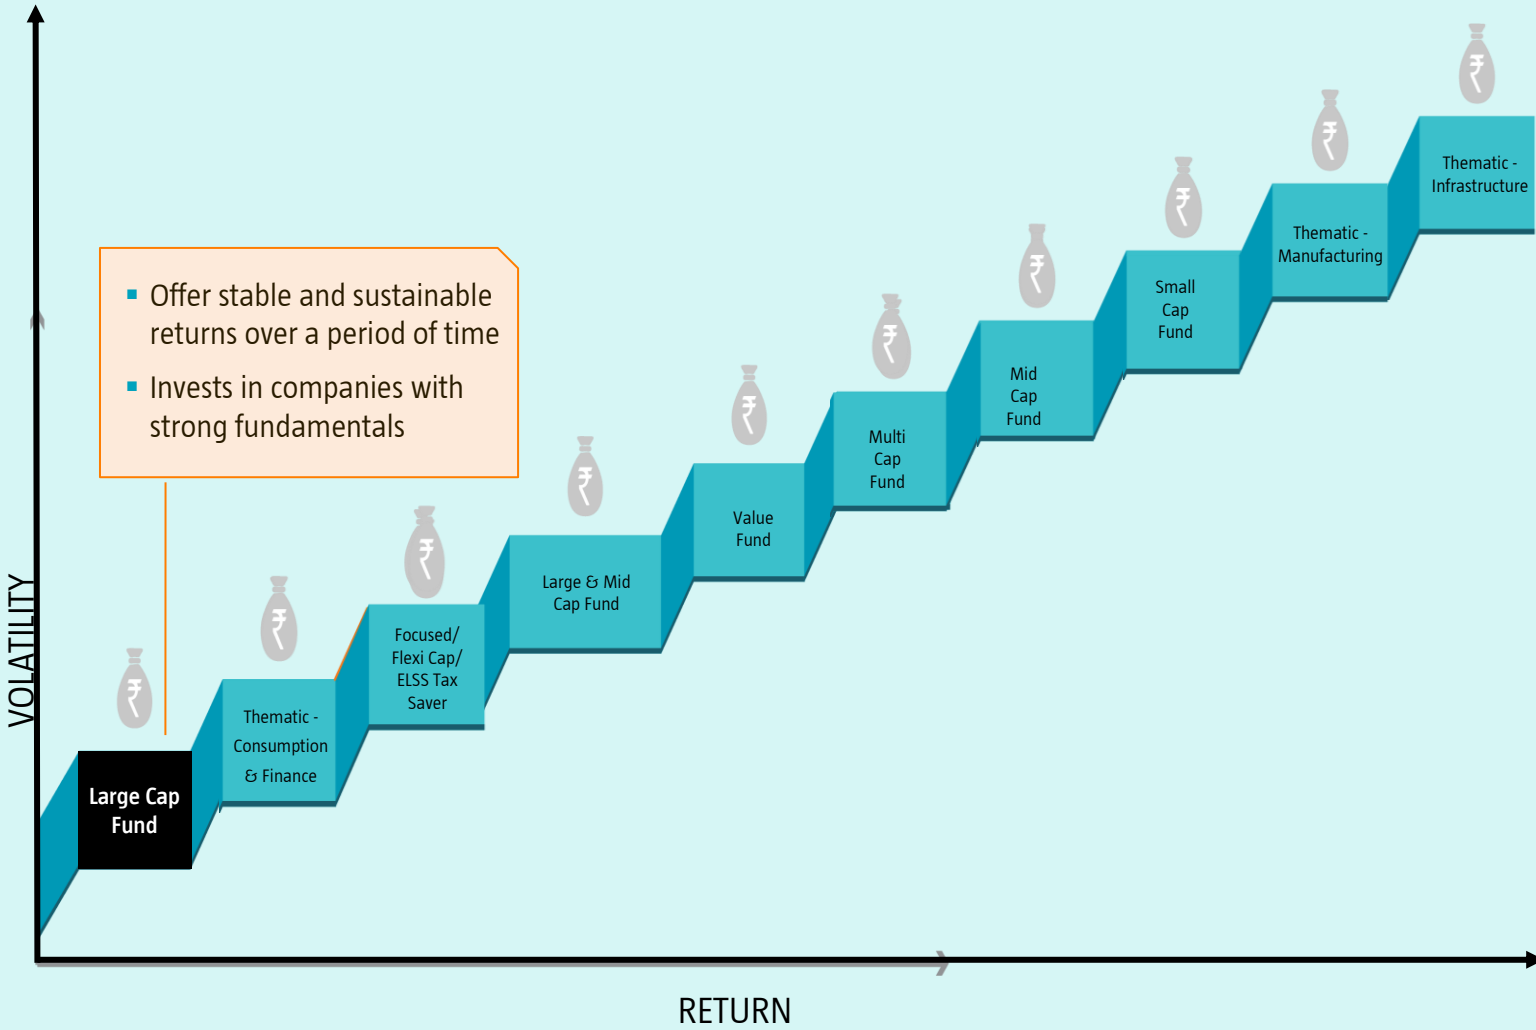 Thematic -
Infrastructure
Thematic -
Manufacturing
Small
Cap
Fund
Mid
Cap
Fund
Multi
Cap
Fund
Value
Fund
Large & Mid
Cap Fund
Focused/
Flexi Cap/
ELSS Tax
Saver
Thematic -
Consumption
& Finance
Large Cap
Fund
▪ Offer stable and sustainable
returns over a period of time
▪ Invests in companies with
strong fundamentals
VOLATILITY
RETURN
₹
₹
₹
₹
₹
₹
₹
₹
₹
₹